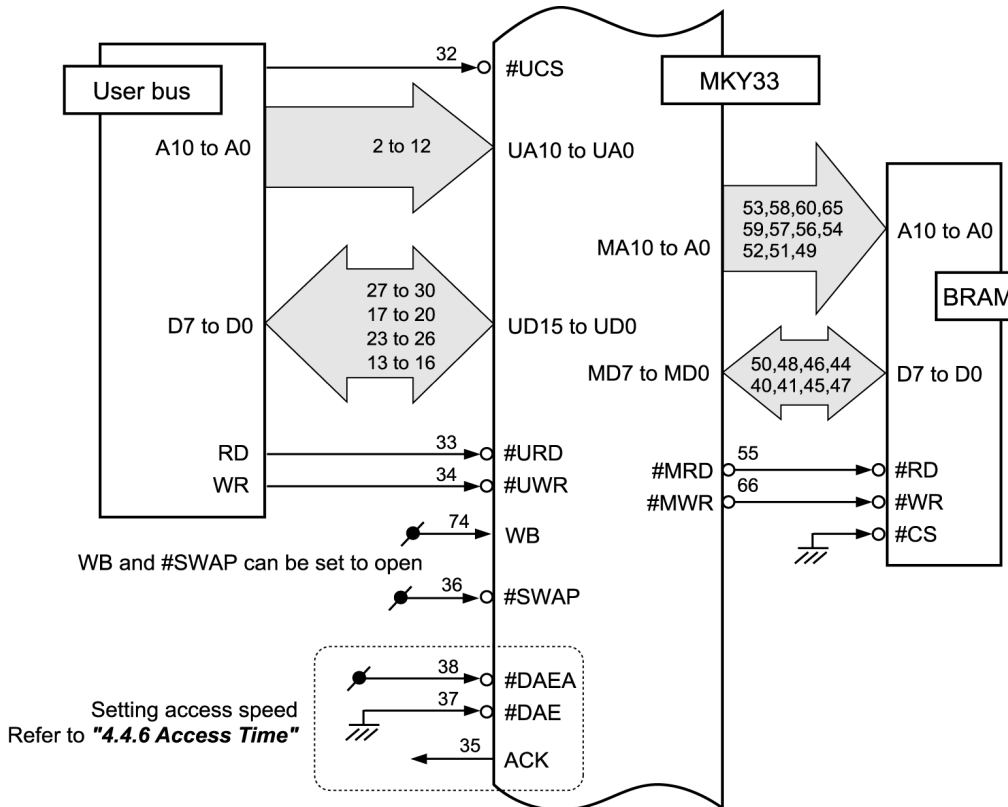 32
#UCS
MKY33
User bus
A10 to A0
2 to 12
UA10 to UA0
53,58,60,65
59,57,56,54
52,51,49
MA10 to A0
A10 to A0
BRAM
27 to 30
17 to 20
23 to 26
13 to 16
D7 to D0
UD15 to UD0
MD7 to MD0
50,48,46,44
40,41,45,47
D7 to D0
RD
33
#URD
WR
34
#UWR
#MRD
55
#RD
#MWR
66
#WR
#CS
74
WB
WB and #SWAP can be set to open
36
#SWAP
38
#DAEA
Setting access speed
Refer to "4.4.6 Access Time"
37
#DAE
35
ACK